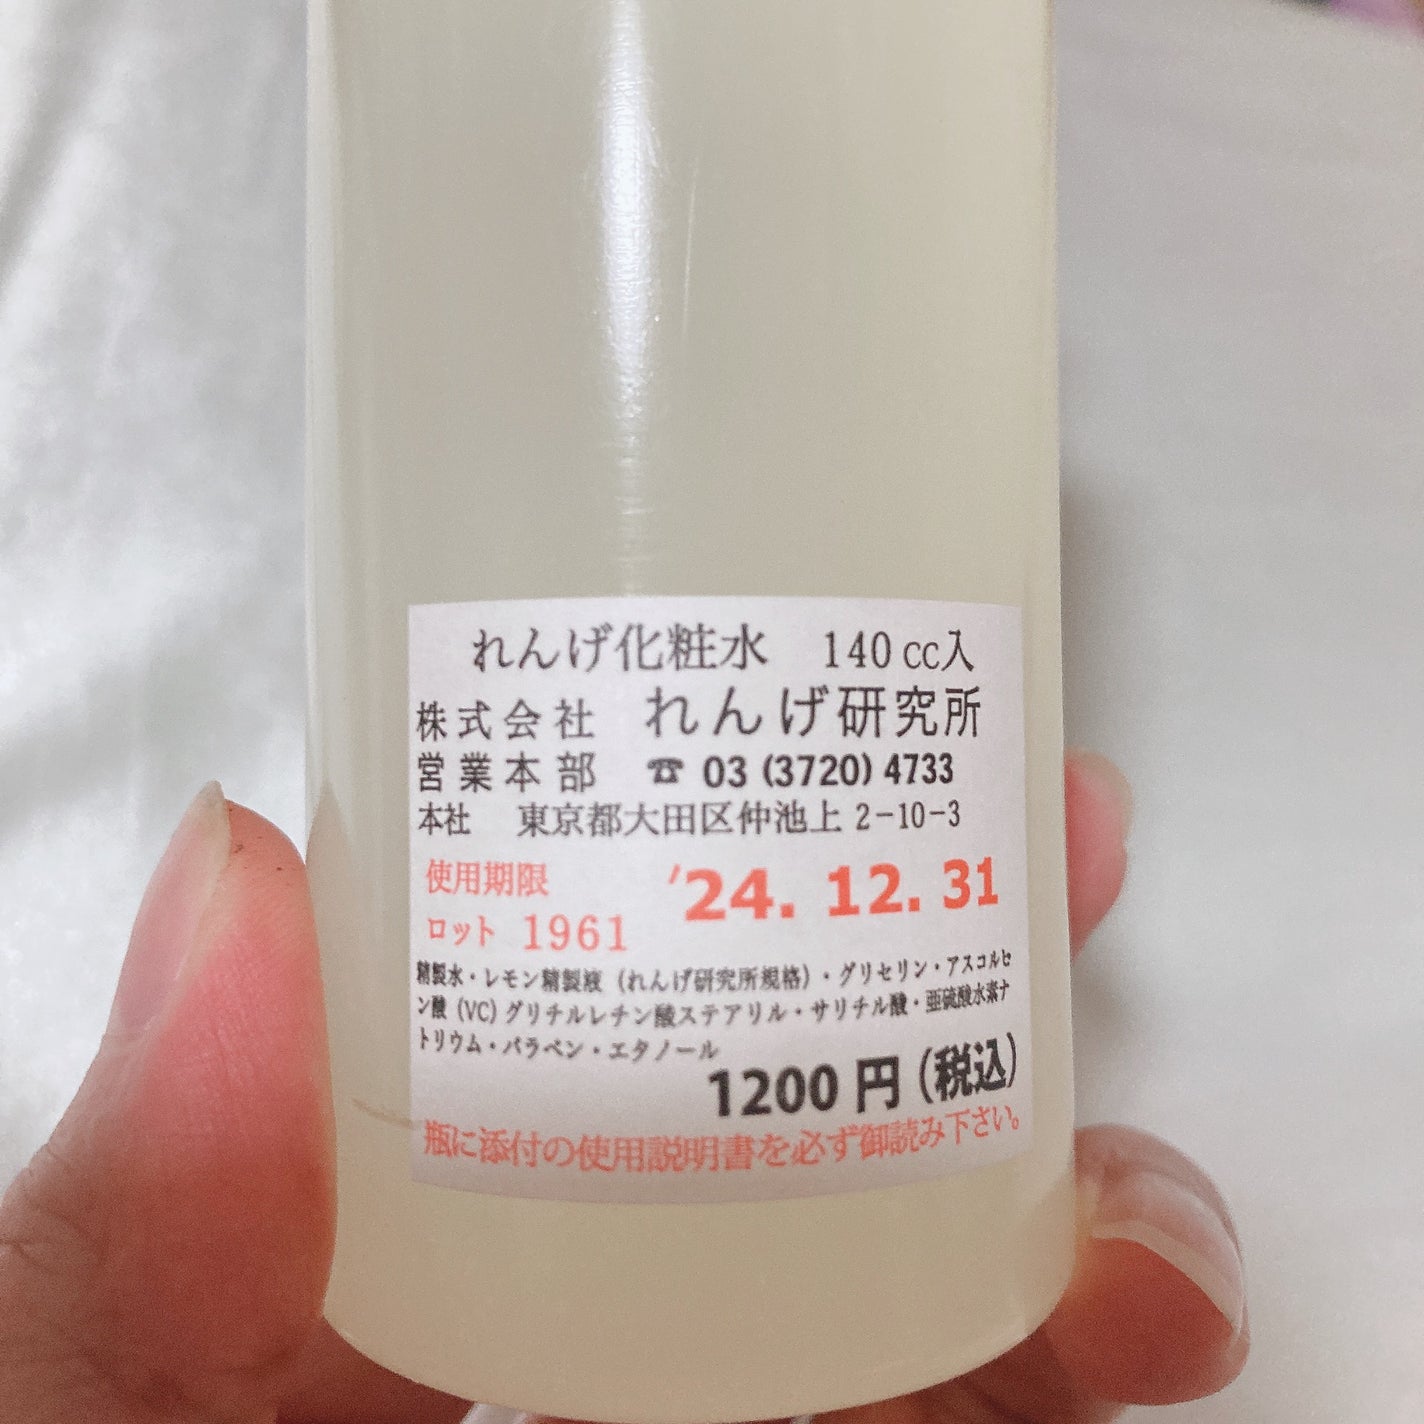 れんげ化粧水 140cc入
株式会社 れんげ研究所
営業本部 ☎ 03 (3720) 4733
本社 東京都大田区仲池上 2-10-3
使用期限 '24. 12. 31
ロット 1961
精製水・レモン精製液 (れんげ研究所規格)・グリセリン・アスコルビ
ン酸 (VC) グリチルレチン酸ステアリル・サリチル酸・亜硫酸水素ナ
トリウム・パラベン・エタノール
1200円 (税込)
瓶に添付の使用説明書を必ず御読み下さい。